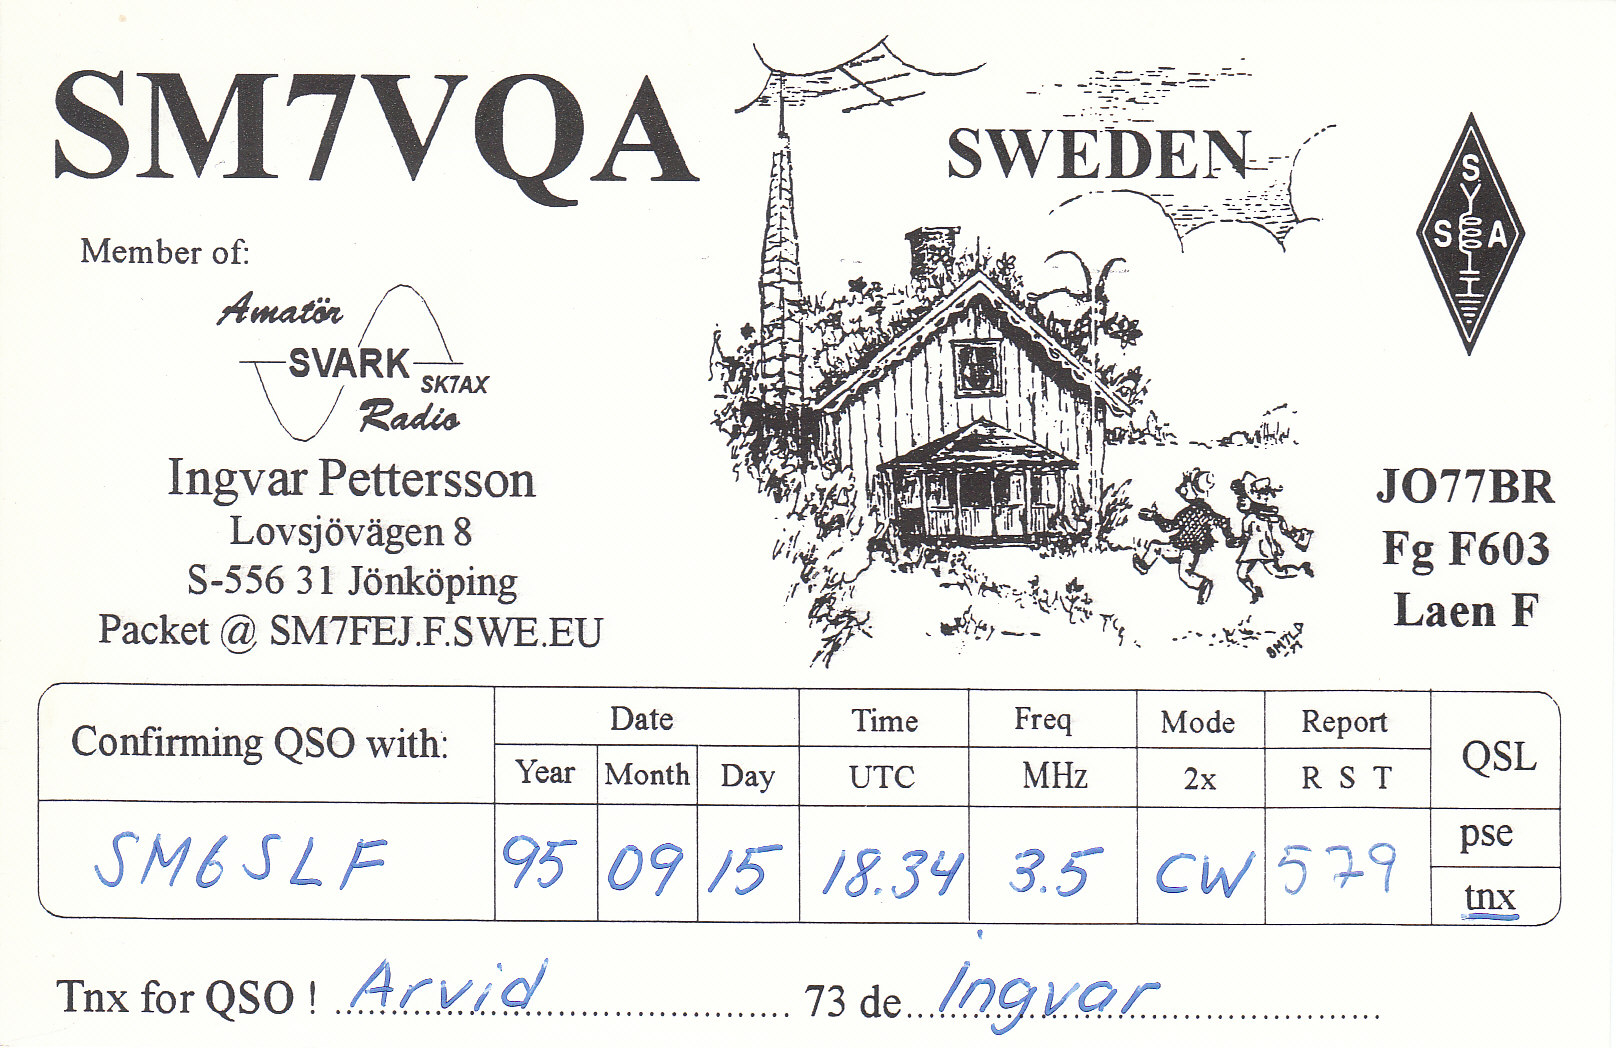 SM7VQA
SWEDEN
S
S A
Member of:
Amatör
SVARK
SK7AX
Radio
Ingvar Pettersson
Lovsjövägen 8
S-556 31 Jönköping
Packet @ SM7FEJ.F.SWE.EU
JO77BR
Fg F603
Laen F
Confirming QSO with:
Date Time Freq Mode Report QSL
Year Month Day UTC MHz 2x R S T
SM6SLF 95 09 15 18.34 3.5 CW 579
pse
tnx
Tnx for QSO ! Arvid 73 de Ingvar